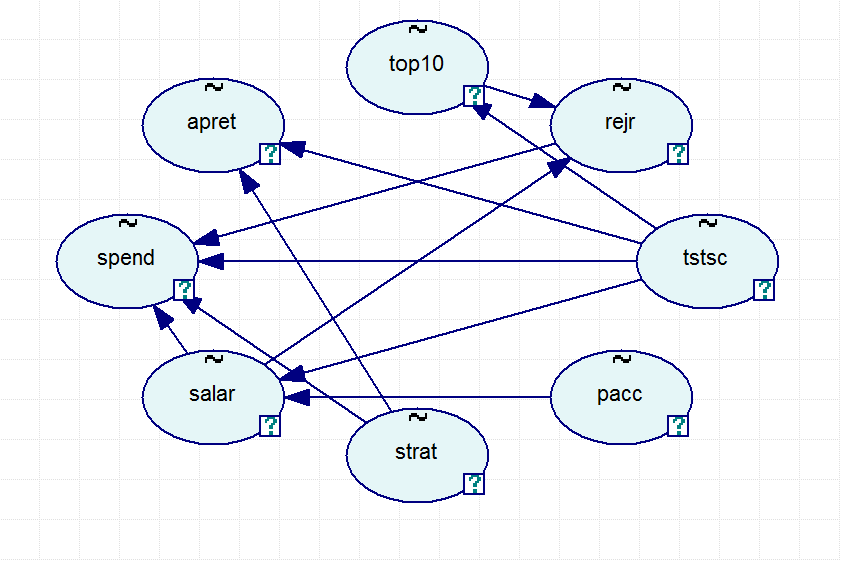 ~
top10
?
~
apret
?
~
rejr
?
~
spend
?
~
tstsc
?
~
salar
?
~
pacc
?
~
strat
?